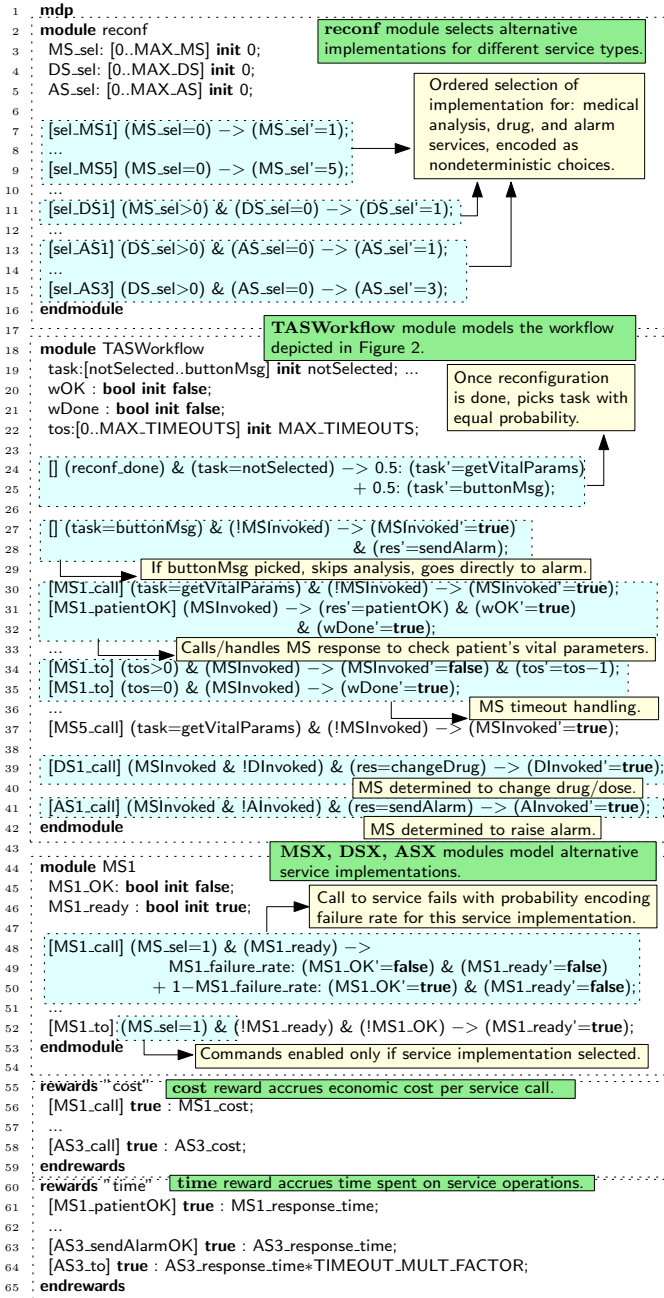 1 mdp
2 module reconf
reconf module selects alternative
implementations for different service types.
3 MS_sel: [0..MAX_MS] init 0;
4 DS_sel: [0..MAX_DS] init 0;
5 AS_sel: [0..MAX_AS] init 0;
Ordered selection of
implementation for: medical
analysis, drug, and alarm
services, encoded as
nondeterministic choices.
6
7 [sel_MS1] (MS_sel=0) −> (MS_sel'=1);
8 ...
9 [sel_MS5] (MS_sel=0) −> (MS_sel'=5);
10 ...
11 [sel_DS1] (MS_sel>0) & (DS_sel=0) −> (DS_sel'=1);
12 ...
13 [sel_AS1] (DS_sel>0) & (AS_sel=0) −> (AS_sel'=1);
14 ...
15 [sel_AS3] (DS_sel>0) & (AS_sel=0) −> (AS_sel'=3);
16 endmodule
17
TASWorkflow module models the workflow
depicted in Figure 2.
18 module TASWorkflow
19 task:[notSelected..buttonMsg] init notSelected; ...
20 wOK : bool init false;
21 wDone : bool init false;
22 tos:[0..MAX_TIMEOUTS] init MAX_TIMEOUTS;
Once reconfiguration
is done, picks task with
equal probability.
23
24 [] (reconf_done) & (task=notSelected) −> 0.5: (task'=getVitalParams)
25 + 0.5: (task'=buttonMsg);
26
27 [] (task=buttonMsg) & (!MSInvoked) −> (MSInvoked'=true)
28 & (res'=sendAlarm);
29 If buttonMsg picked, skips analysis, goes directly to alarm.
30 [MS1_call] (task=getVitalParams) & (!MSInvoked) −> (MSInvoked'=true);
31 [MS1_patientOK] (MSInvoked) −> (res'=patientOK) & (wOK'=true)
32 & (wDone'=true);
33 ... Calls/handles MS response to check patient's vital parameters.
34 [MS1_to] (tos>0) & (MSInvoked) −> (MSInvoked'=false) & (tos'=tos−1);
35 [MS1_to] (tos=0) & (MSInvoked) −> (wDone'=true);
36 ... MS timeout handling.
37 [MS5_call] (task=getVitalParams) & (!MSInvoked) −> (MSInvoked'=true);
38
39 [DS1_call] (MSInvoked & !DInvoked) & (res=changeDrug) −> (DInvoked'=true);
40 MS determined to change drug/dose.
41 [AS1_call] (MSInvoked & !AInvoked) & (res=sendAlarm) −> (AInvoked'=true);
42 endmodule MS determined to raise alarm.
43
MSX, DSX, ASX modules model alternative
service implementations.
44 module MS1
45 MS1_OK: bool init false;
46 MS1_ready : bool init true;
Call to service fails with probability encoding
failure rate for this service implementation.
47
48 [MS1_call] (MS_sel=1) & (MS1_ready) −>
49 MS1_failure_rate: (MS1_OK'=false) & (MS1_ready'=false)
50 + 1−MS1_failure_rate: (MS1_OK'=true) & (MS1_ready'=false);
51 ...
52 [MS1_to] (MS_sel=1) & (!MS1_ready) & (!MS1_OK) −> (MS1_ready'=true);
53 endmodule Commands enabled only if service implementation selected.
54
55 rewards "cost" cost reward accrues economic cost per service call.
56 [MS1_call] true : MS1_cost;
57 ...
58 [AS3_call] true : AS3_cost;
59 endrewards
60 rewards "time" time reward accrues time spent on service operations.
61 [MS1_patientOK] true : MS1_response_time;
62 ...
63 [AS3_sendAlarmOK] true : AS3_response_time;
64 [AS3_to] true : AS3_response_time∗TIMEOUT_MULT_FACTOR;
65 endrewards